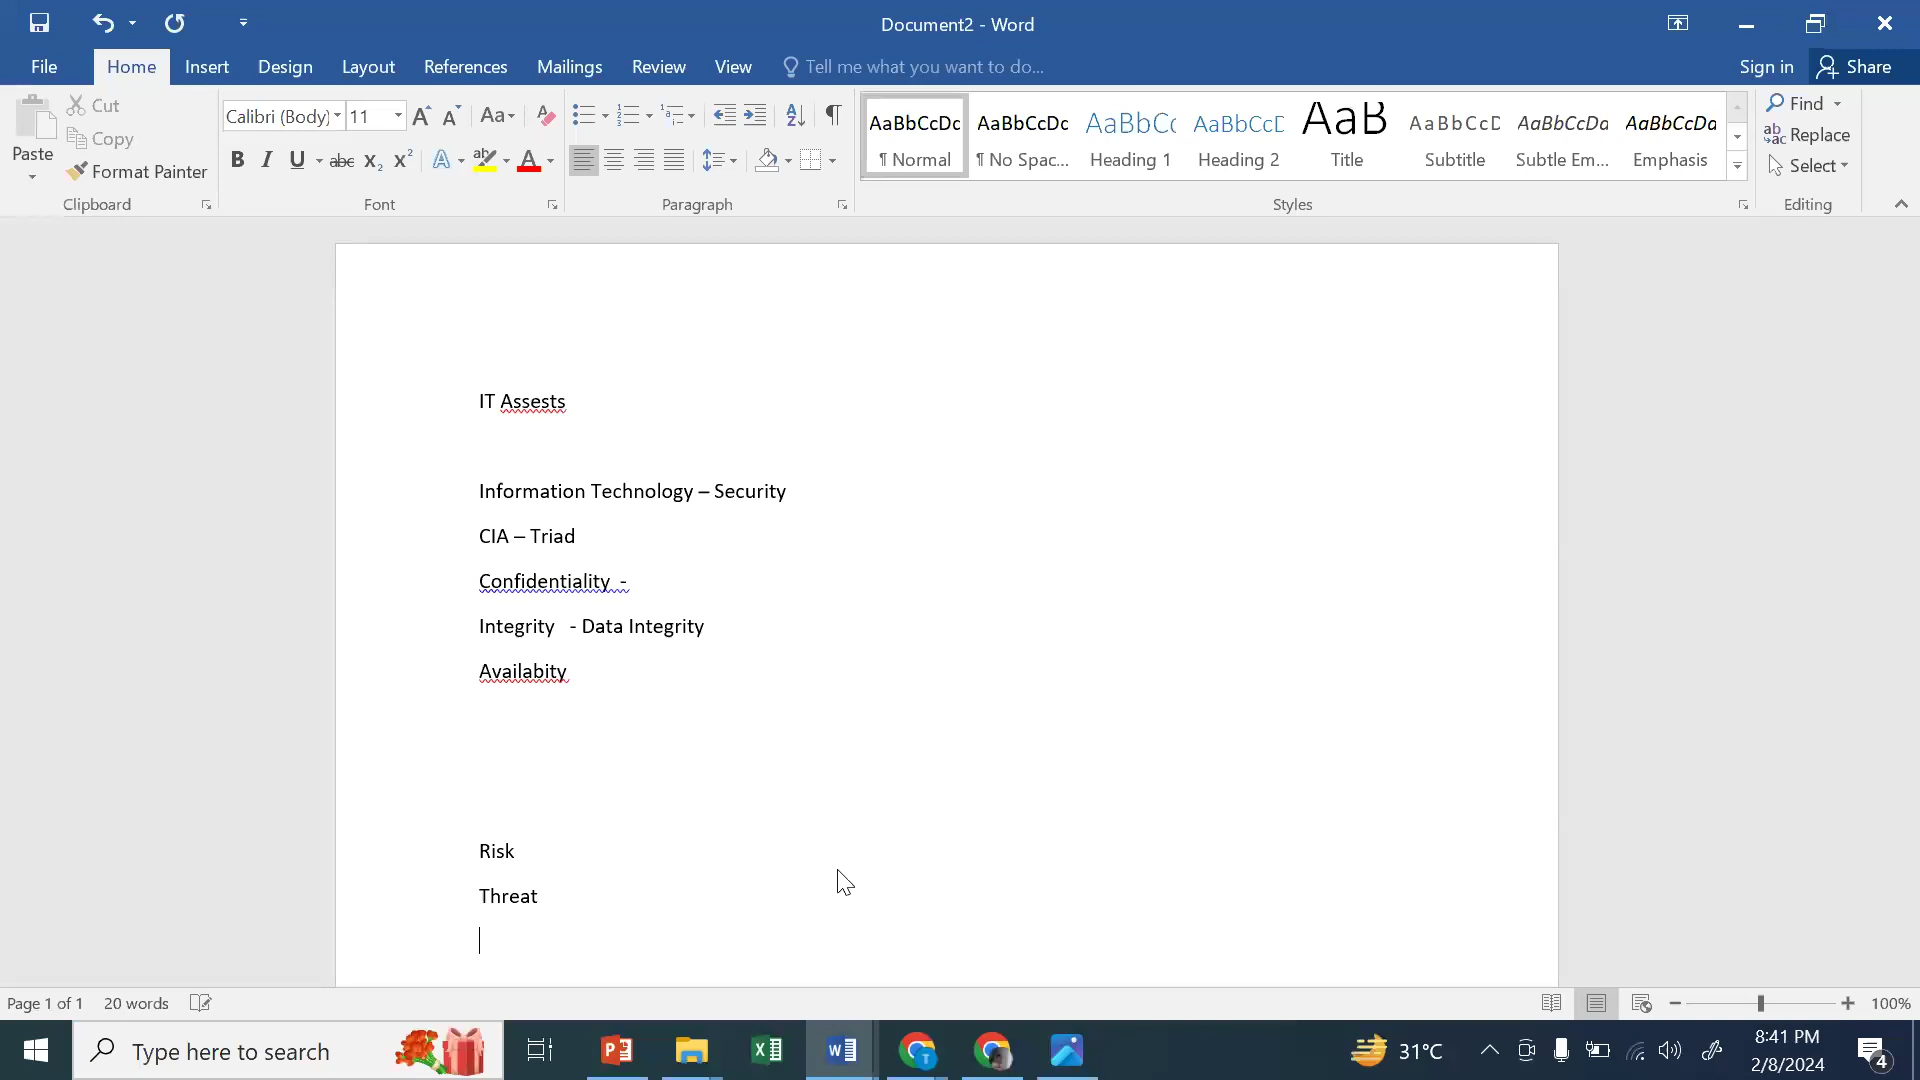 Document2 - Word
File Home Insert Design Layout References Mailings Review View Tell me what you want to do... Sign in Share
Paste Cut Copy Format Painter Clipboard
Calibri (Body) 11 Font
Paragraph
AaBbCcDc AaBbCcDc AaBbCc AaBbCcD AaB AaBbCcD AaBbCcDa AaBbCcDa
¶ Normal ¶ No Spac... Heading 1 Heading 2 Title Subtitle Subtle Em... Emphasis
Styles
Find
Replace
Select
Editing
IT Assests
Information Technology – Security
CIA – Triad
Confidentiality -
Integrity - Data Integrity
Availabity
Risk
Threat
Page 1 of 1 20 words 100%
Type here to search 31°C 8:41 PM
2/8/2024 4